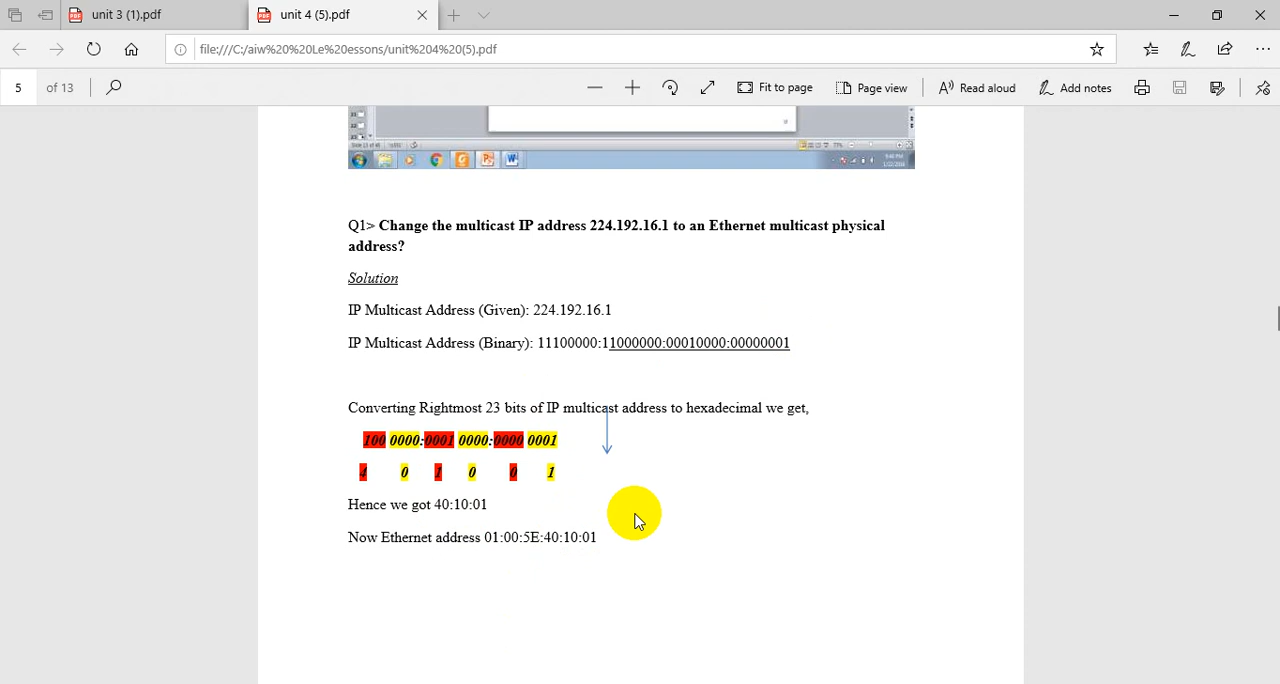 unit 3 (1).pdf
unit 4 (5).pdf
file:///C:/aiw%20%20Le%20essons/unit%204%20(5).pdf
5 of 13
Fit to page
Page view
Read aloud
Add notes
Q1> Change the multicast IP address 224.192.16.1 to an Ethernet multicast physical
address?
Solution
IP Multicast Address (Given): 224.192.16.1
IP Multicast Address (Binary): 11100000:11000000:00010000:00000001
Converting Rightmost 23 bits of IP multicast address to hexadecimal we get,
100 0000:0001 0000:0000 0001
4 0 1 0 0 1
Hence we got 40:10:01
Now Ethernet address 01:00:5E:40:10:01